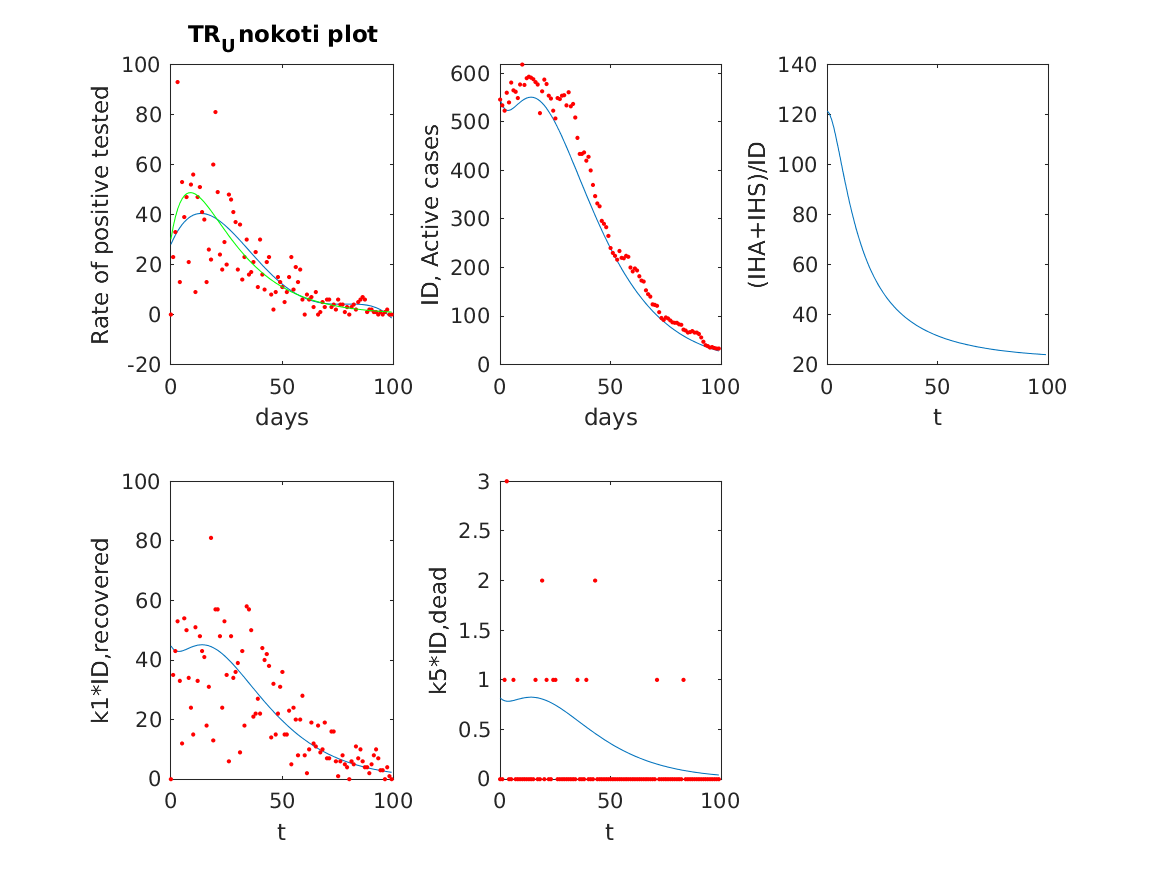 TR_U nokoti plot
Rate of positive tested
100
80
60
40
20
0
-20
0 50 100
days
ID, Active cases
600
500
400
300
200
100
0
0 50 100
days
(IHA+IHS)/ID
140
120
100
80
60
40
20
0 50 100
t
k1*ID,recovered
100
80
60
40
20
0
0 50 100
t
k5*ID,dead
3
2.5
2
1.5
1
0.5
0
0 50 100
t